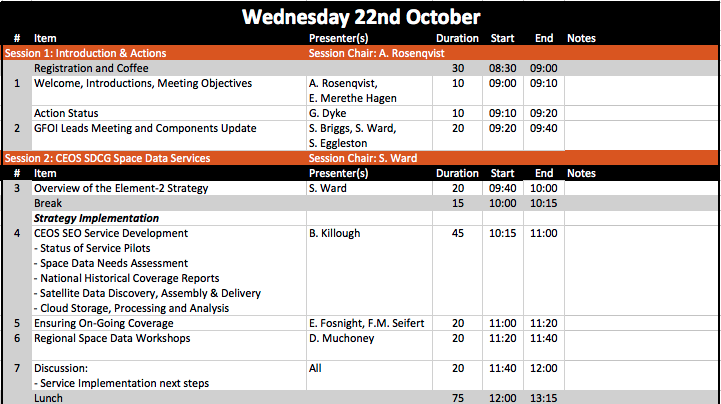 Wednesday 22nd October
# Item Presenter(s) Duration Start End Notes
Session 1: Introduction & Actions Session Chair: A. Rosenqvist
Registration and Coffee 30 08:30 09:00
1 Welcome, Introductions, Meeting Objectives A. Rosenqvist, 10 09:00 09:10
E. Merethe Hagen
Action Status G. Dyke 10 09:10 09:20
2 GFOI Leads Meeting and Components Update S. Briggs, S. Ward, 20 09:20 09:40
S. Eggleston
Session 2: CEOS SDCG Space Data Services Session Chair: S. Ward
# Item Presenter(s) Duration Start End Notes
3 Overview of the Element-2 Strategy S. Ward 20 09:40 10:00
Break 15 10:00 10:15
Strategy Implementation
4 CEOS SEO Service Development B. Killough 45 10:15 11:00
- Status of Service Pilots
- Space Data Needs Assessment
- National Historical Coverage Reports
- Satellite Data Discovery, Assembly & Delivery
- Cloud Storage, Processing and Analysis
5 Ensuring On-Going Coverage E. Fosnight, F.M. Seifert 20 11:00 11:20
6 Regional Space Data Workshops D. Muchoney 20 11:20 11:40
7 Discussion: All 20 11:40 12:00
- Service Implementation next steps
Lunch 75 12:00 13:15